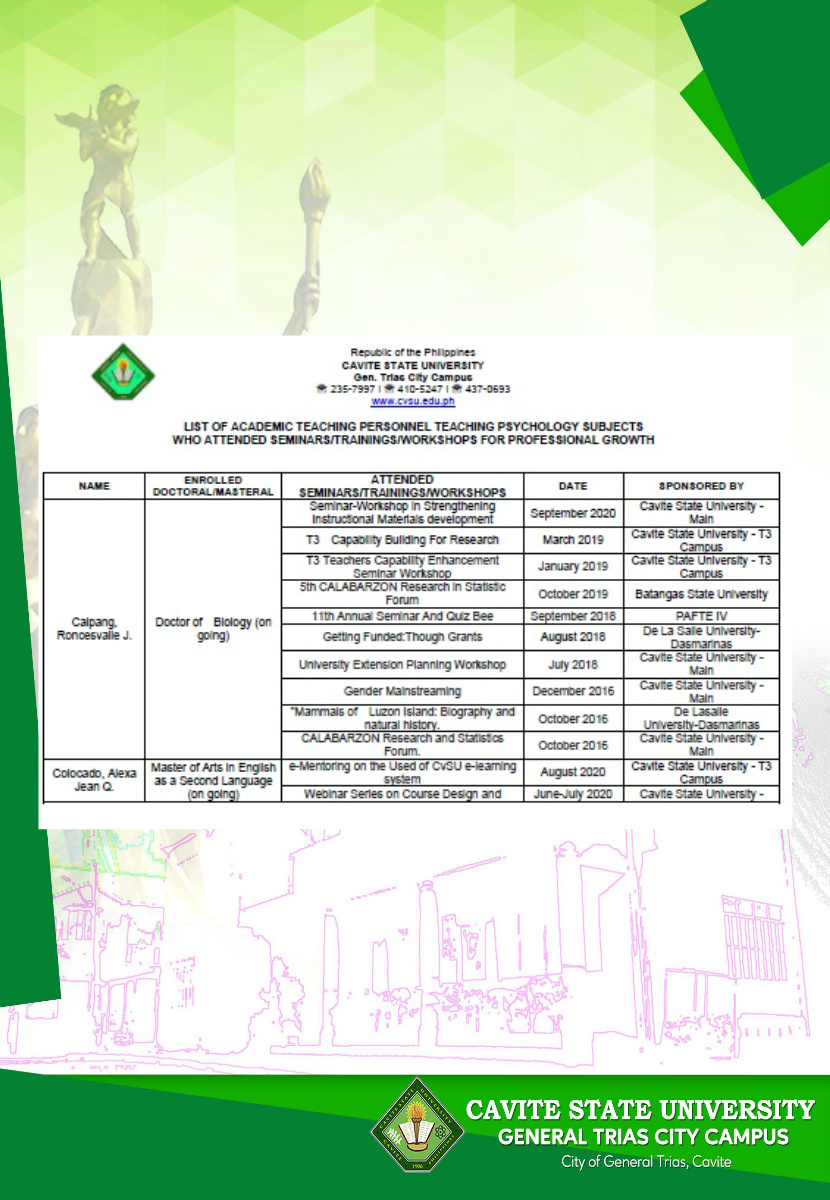 Republic of the Philippines
CAVITE STATE UNIVERSITY
Gen. Trias City Campus
☎ 235-7997 I ☎ 410-5247 I ☎ 437-0693
www.cvsu.edu.ph
LIST OF ACADEMIC TEACHING PERSONNEL TEACHING PSYCHOLOGY SUBJECTS
WHO ATTENDED SEMINARS/TRAININGS/WORKSHOPS FOR PROFESSIONAL GROWTH
NAME
ENROLLED
DOCTORAL/MASTERAL
ATTENDED
SEMINARS/TRAININGS/WORKSHOPS
DATE
SPONSORED BY
Calpang,
Roncesvalle J.
Doctor of Biology (on
going)
Seminar-Workshop in Strengthening
Instructional Materials development
September 2020
Cavite State University -
Main
T3 Capability Building For Research
March 2019
Cavite State University - T3
Campus
T3 Teachers Capability Enhancement
Seminar Workshop
January 2019
Cavite State University - T3
Campus
5th CALABARZON Research in Statistic
Forum
October 2019
Batangas State University
11th Annual Seminar And Quiz Bee
September 2018
PAFTE IV
Getting Funded:Though Grants
August 2018
De La Salle University-
Dasmarinas
University Extension Planning Workshop
July 2018
Cavite State University -
Main
Gender Mainstreaming
December 2016
Cavite State University -
Main
"Mammals of Luzon Island: Biography and
natural history.
October 2016
De Lasalle
University-Dasmarinas
CALABARZON Research and Statistics
Forum.
October 2016
Cavite State University -
Main
Colocado, Alexa
Jean Q.
Master of Arts in English
as a Second Language
(on going)
e-Mentoring on the Used of CvSU e-learning
system
August 2020
Cavite State University - T3
Campus
Webinar Series on Course Design and
June-July 2020
Cavite State University -
CAVITE STATE UNIVERSITY
GENERAL TRIAS CITY CAMPUS
City of General Trias, Cavite
1906